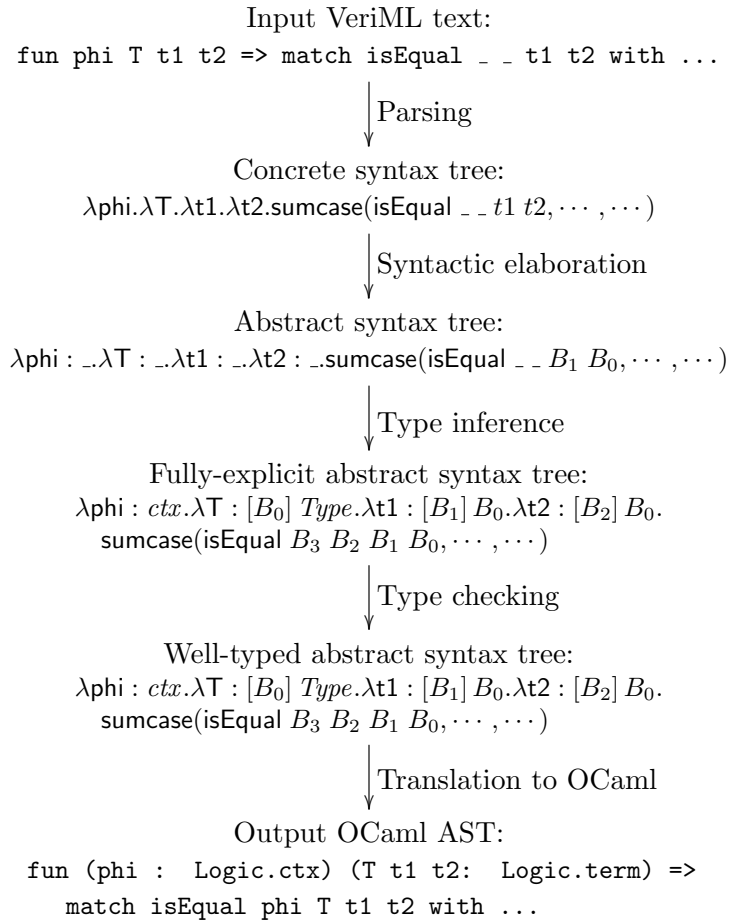 Input VeriML text:
fun phi T t1 t2 => match isEqual _ _ t1 t2 with ...
Parsing
Concrete syntax tree:
λphi.λT.λt1.λt2.sumcase(isEqual _ _ t1 t2, ··· , ···)
Syntactic elaboration
Abstract syntax tree:
λphi : _.λT : _.λt1 : _.λt2 : _.sumcase(isEqual _ _ B₁ B₀, ··· , ···)
Type inference
Fully-explicit abstract syntax tree:
λphi : ctx.λT : [B₀] Type.λt1 : [B₁] B₀.λt2 : [B₂] B₀.
sumcase(isEqual B₃ B₂ B₁ B₀, ··· , ···)
Type checking
Well-typed abstract syntax tree:
λphi : ctx.λT : [B₀] Type.λt1 : [B₁] B₀.λt2 : [B₂] B₀.
sumcase(isEqual B₃ B₂ B₁ B₀, ··· , ···)
Translation to OCaml
Output OCaml AST:
fun (phi : Logic.ctx) (T t1 t2: Logic.term) =>
match isEqual phi T t1 t2 with ...